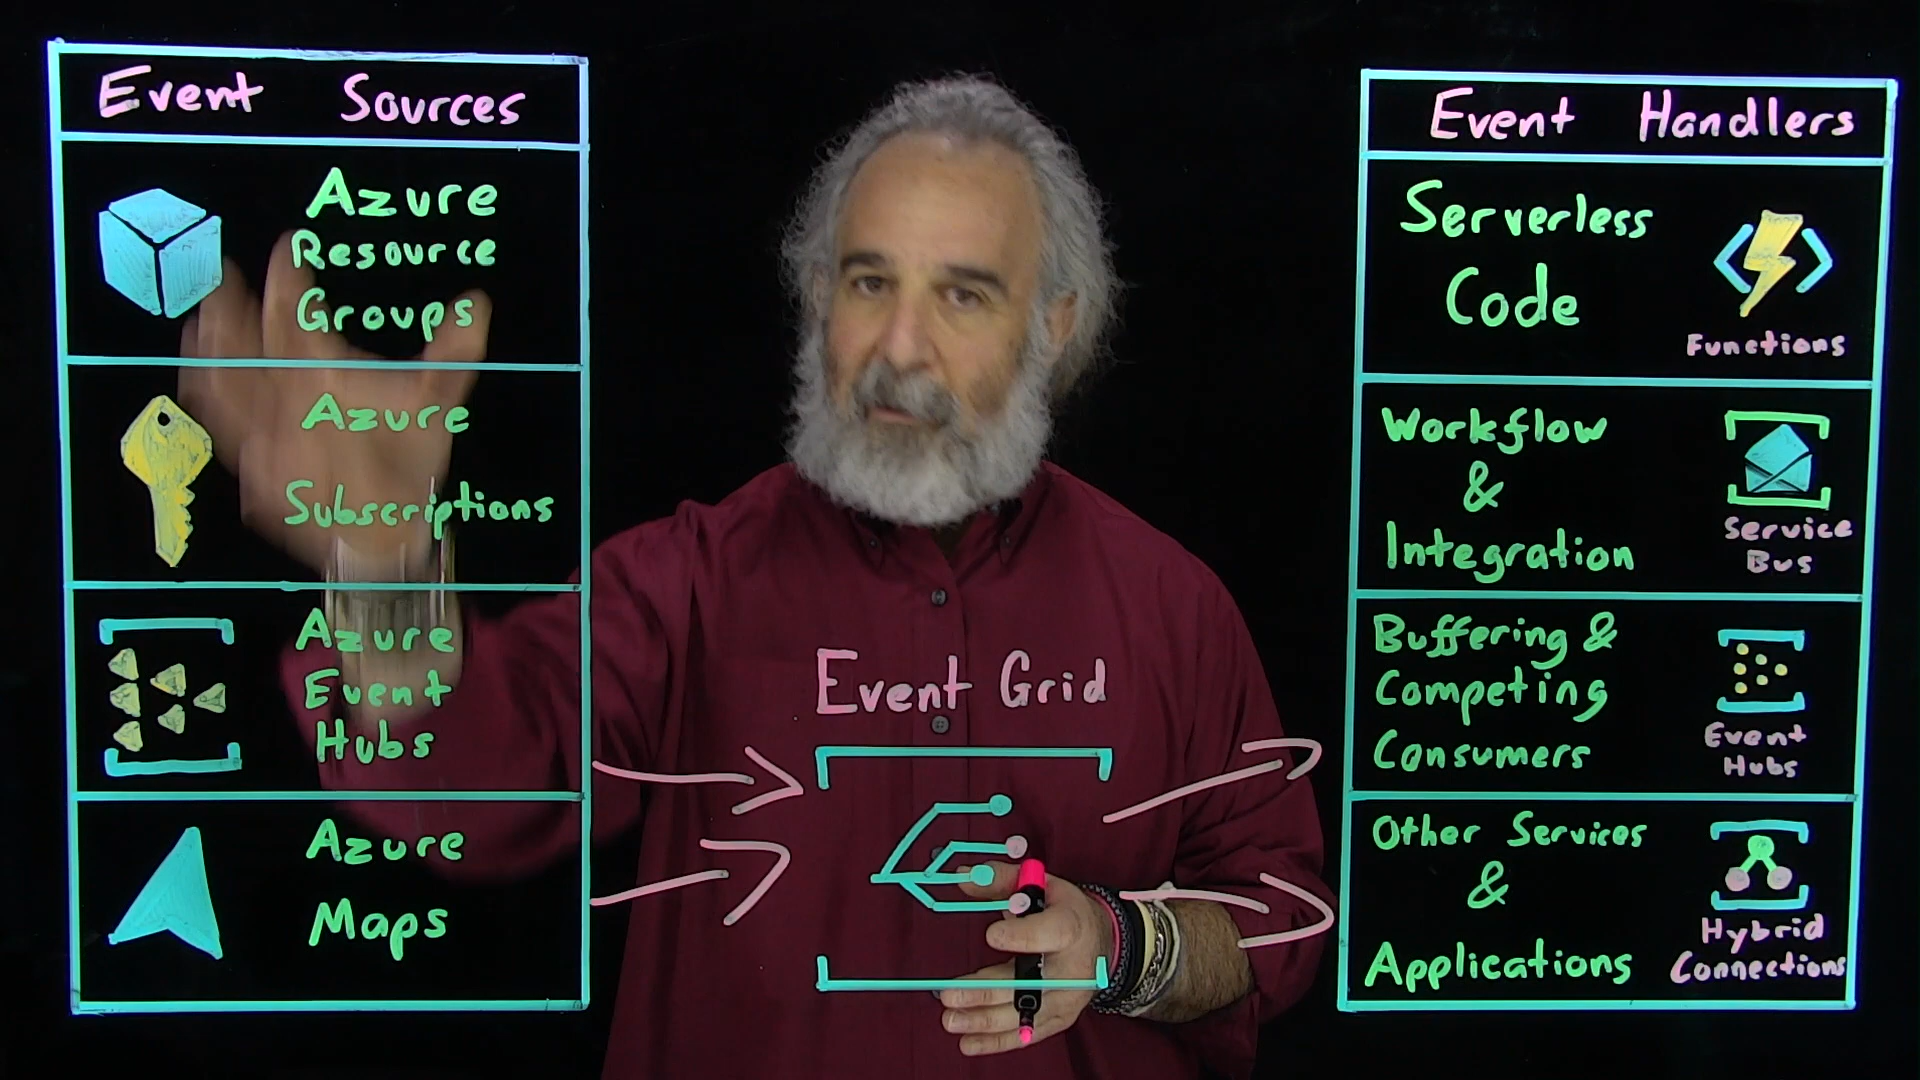 Event Sources
Azure
Resource
Groups
Azure
Subscriptions
Azure
Event
Hubs
Azure
Maps
Event Grid
Event Handlers
Serverless
Code
Functions
Workflow
&
Integration
Service
Bus
Buffering &
Competing
Consumers
Event
Hubs
Other Services
&
Applications
Hybrid
Connections